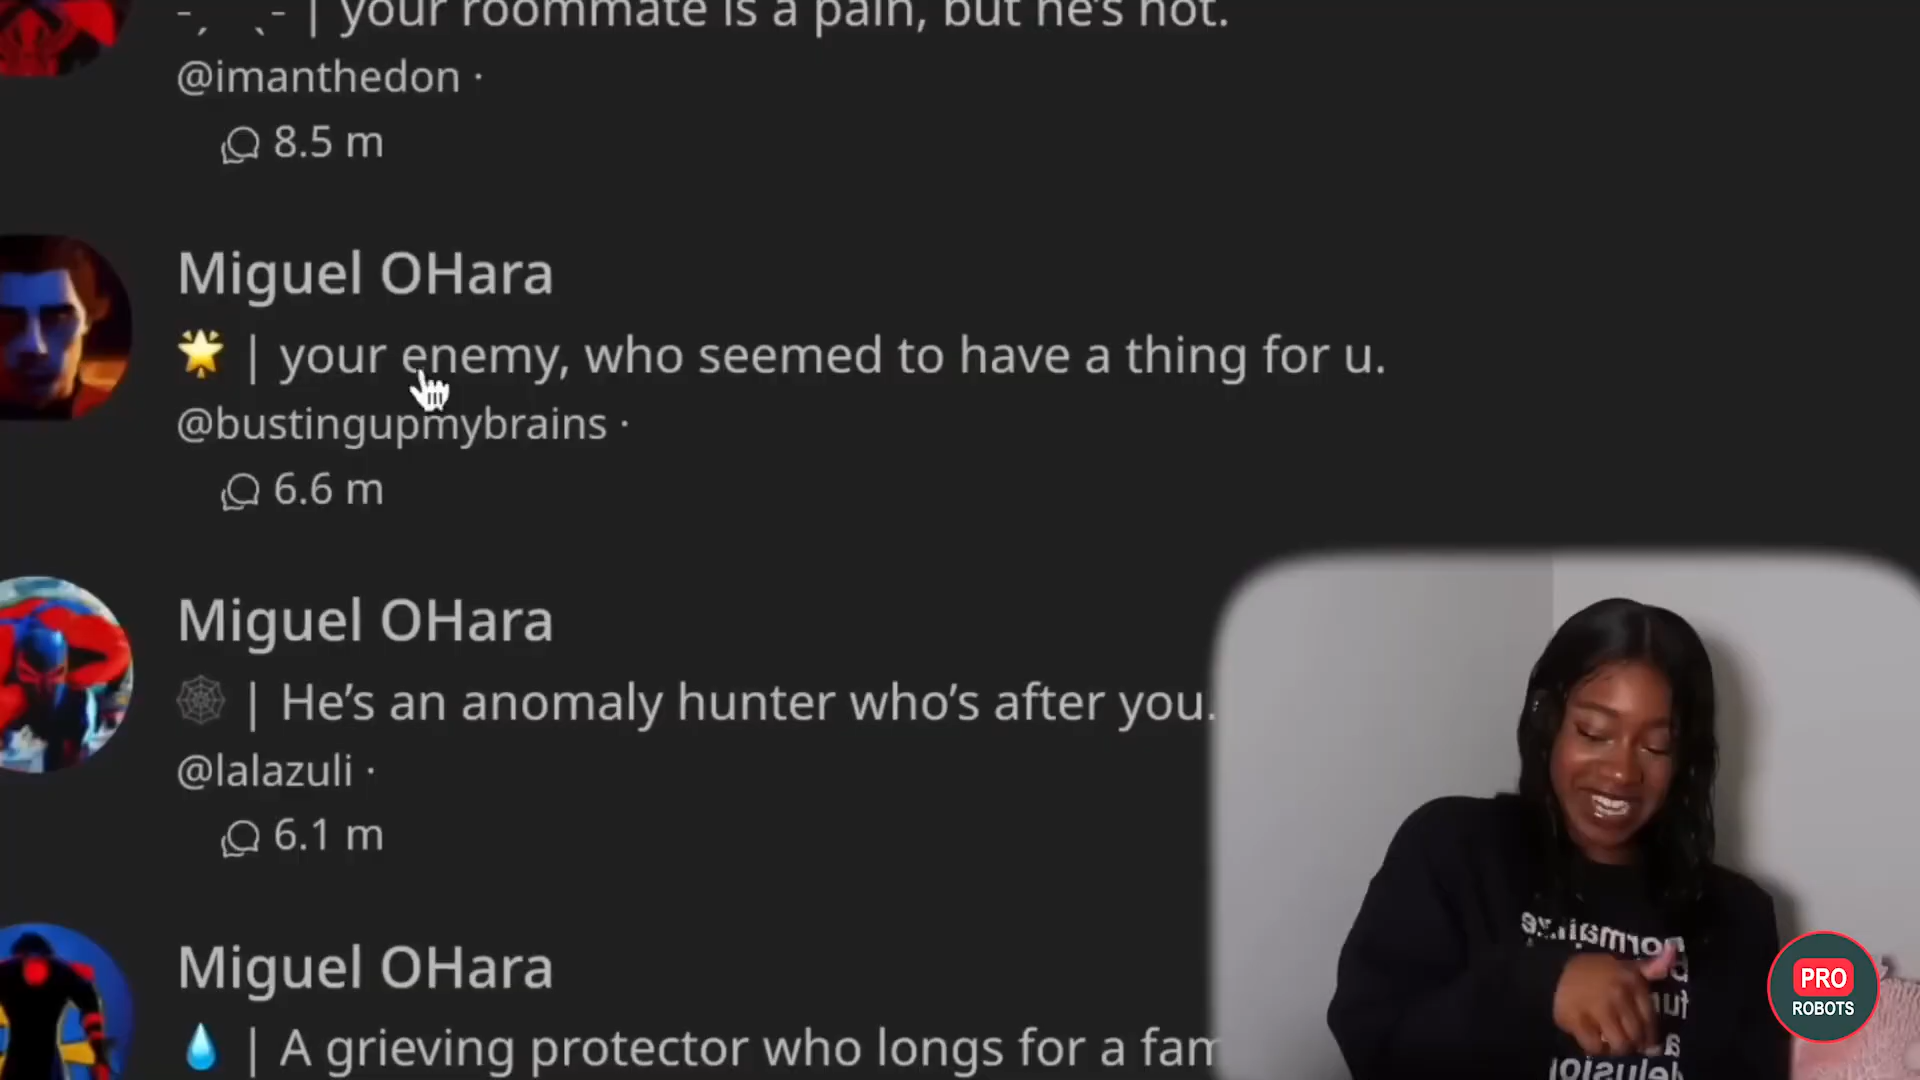 | your roommate is a pain, but he's hot.
@imanthedon ·
8.5 m
Miguel OHara
🌟 | your enemy, who seemed to have a thing for u.
@bustingupmybrains ·
6.6 m
Miguel OHara
🕸 | He’s an anomaly hunter who’s after you.
@lalazuli ·
6.1 m
Miguel OHara
💧 | A grieving protector who longs for a fam
normalize
a
PRO
ROBOTS